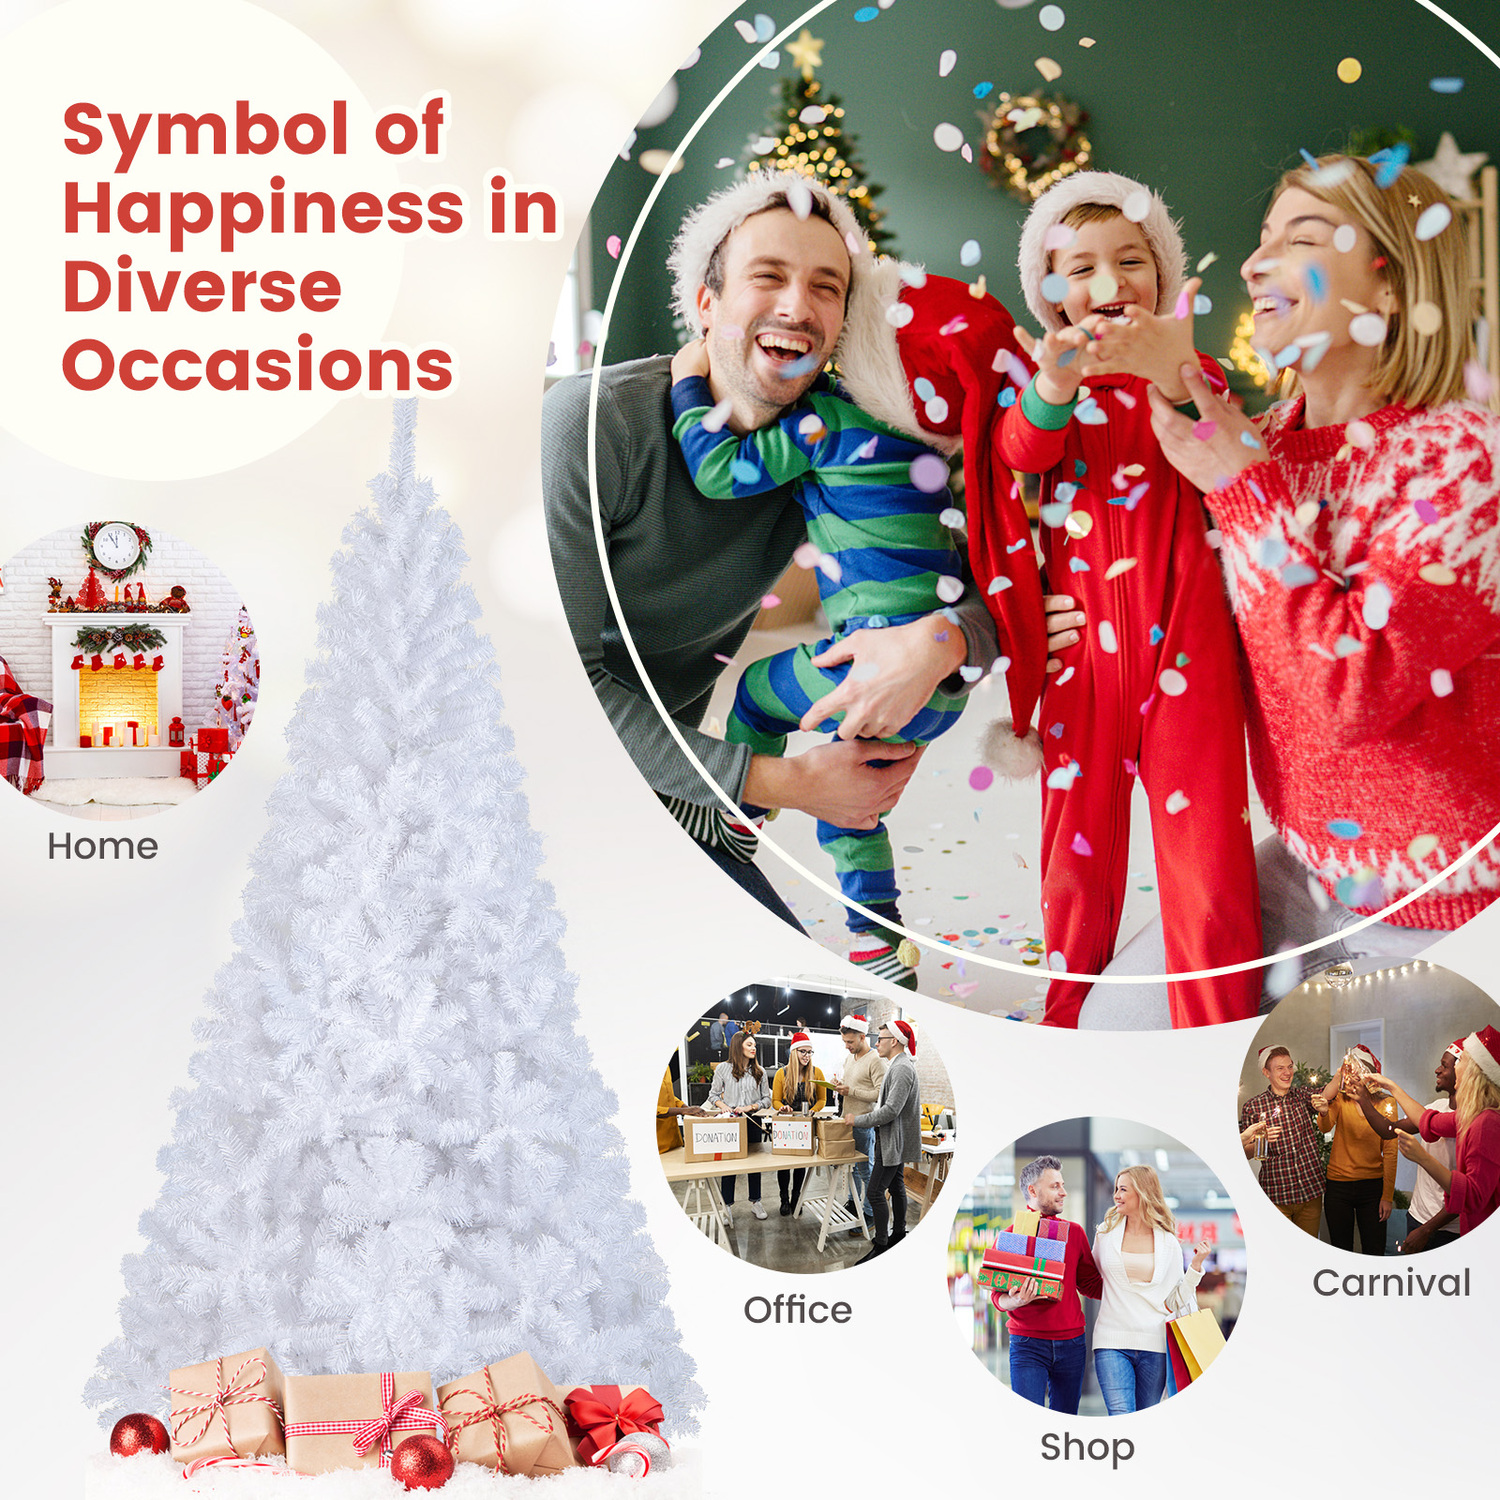 Symbol of
Happiness in
Diverse
Occasions
Home
DONATION
DONATION
Office
Carnival
Shop